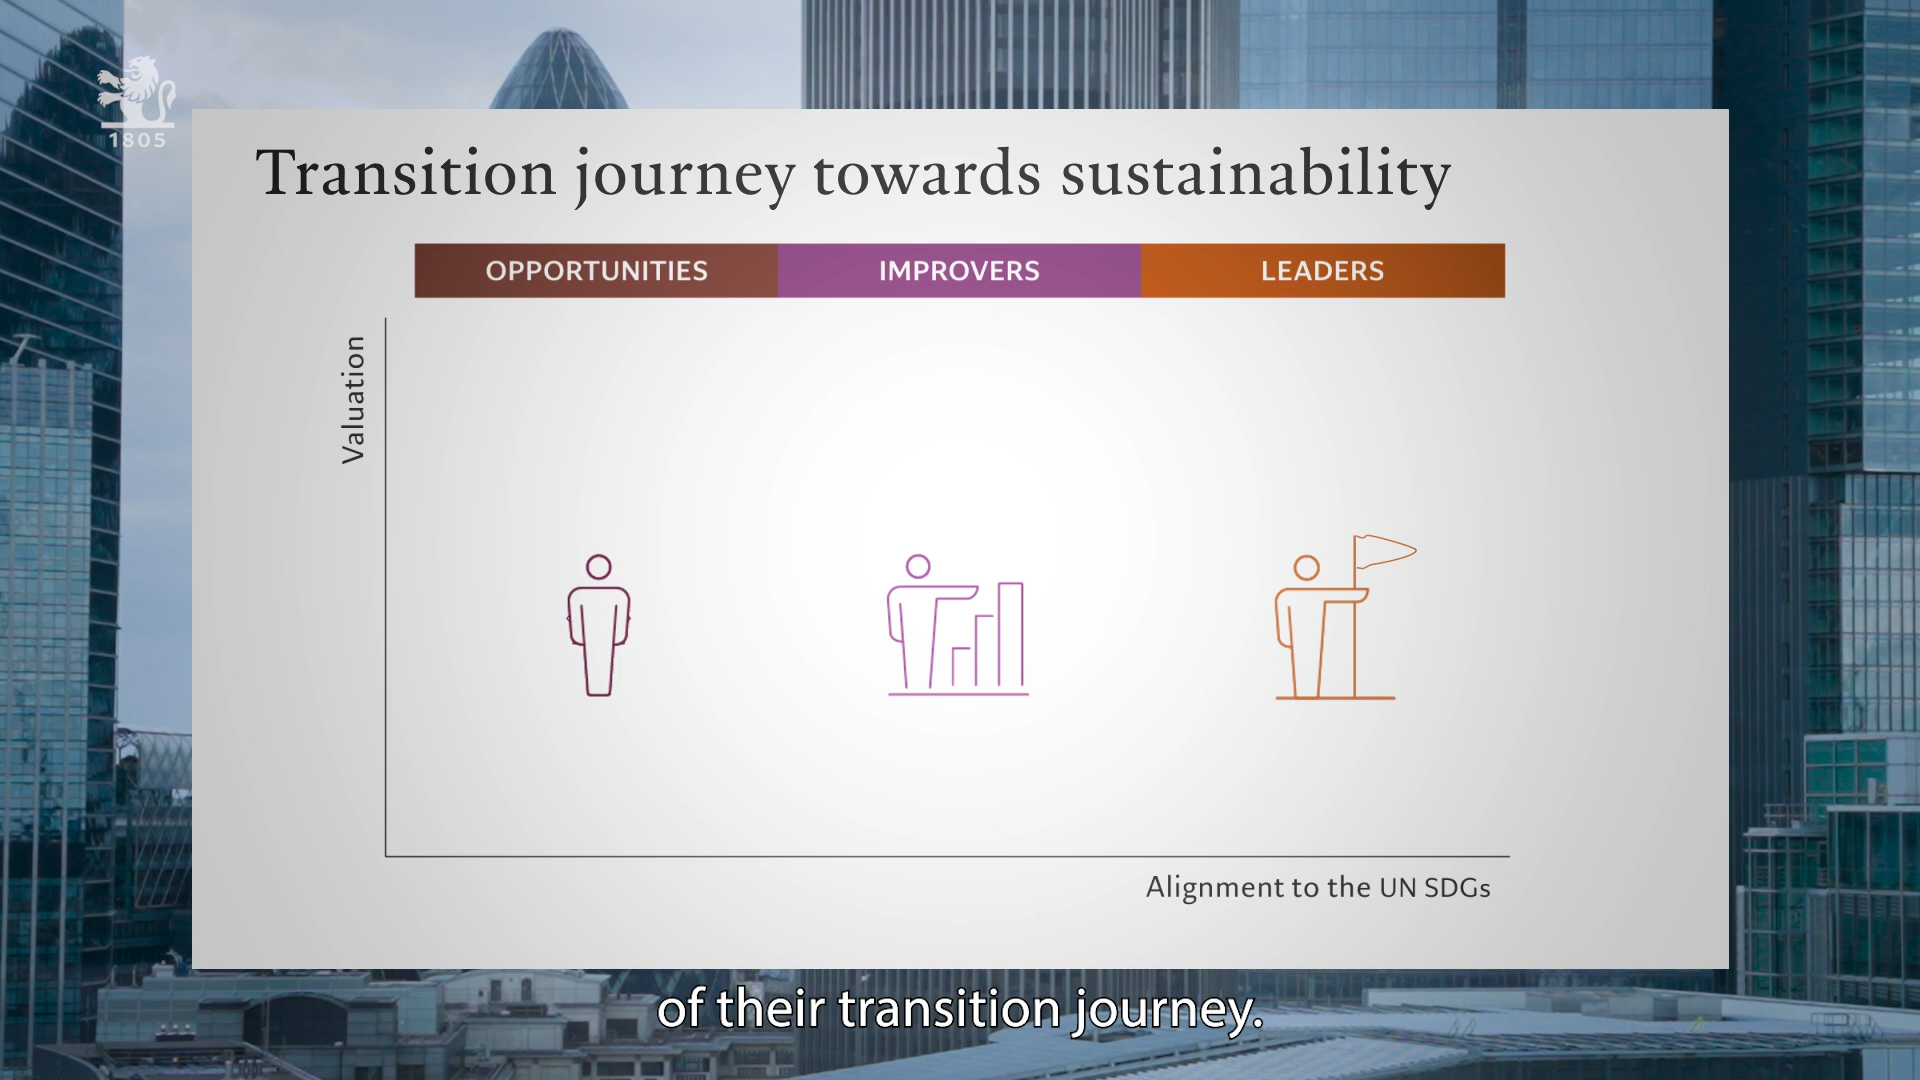 1805
Transition journey towards sustainability
OPPORTUNITIES
IMPROVERS
LEADERS
Valuation
Alignment to the UN SDGs
of their transition journey.